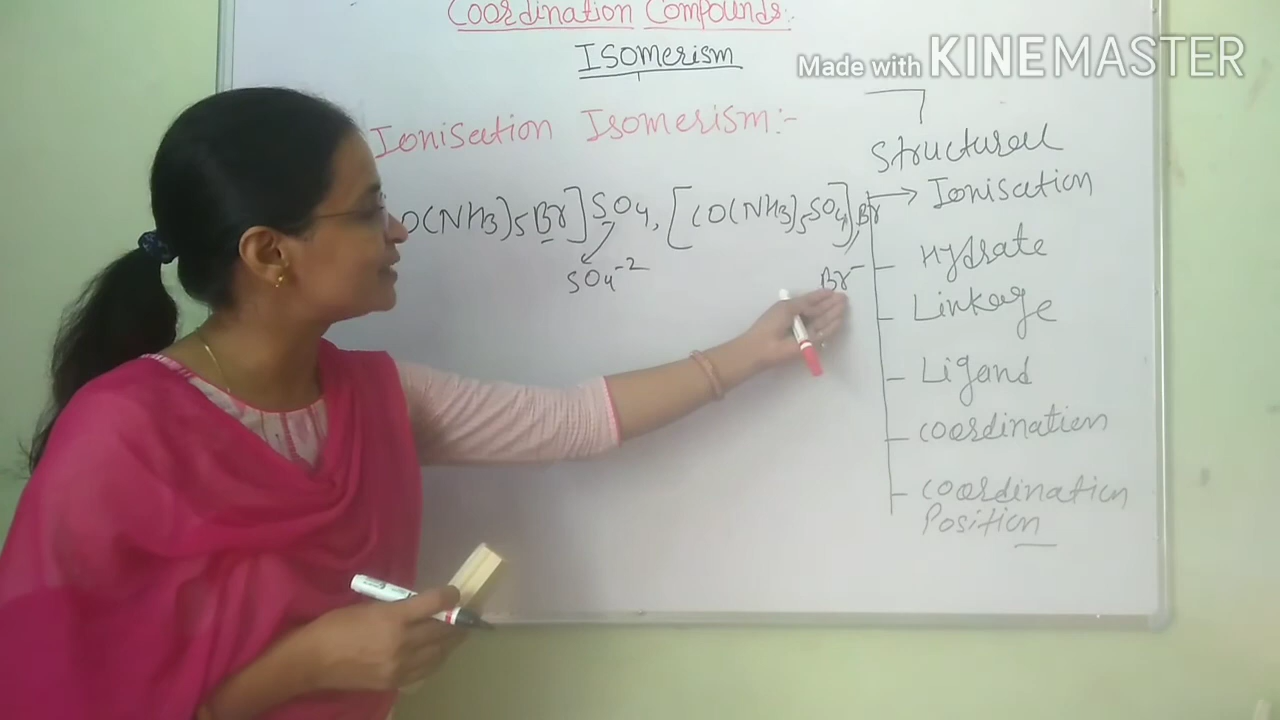 Coordination Compounds:-
Isomerism
Made with KINEMASTER
Ionisation Isomerism:-
Structural
O(NH3)5Br]SO4, [CO(NH3)5SO4]Br
SO4-2
Br-
Ionisation
Hydrate
Linkage
Ligand
Coordination
Coordination
Position